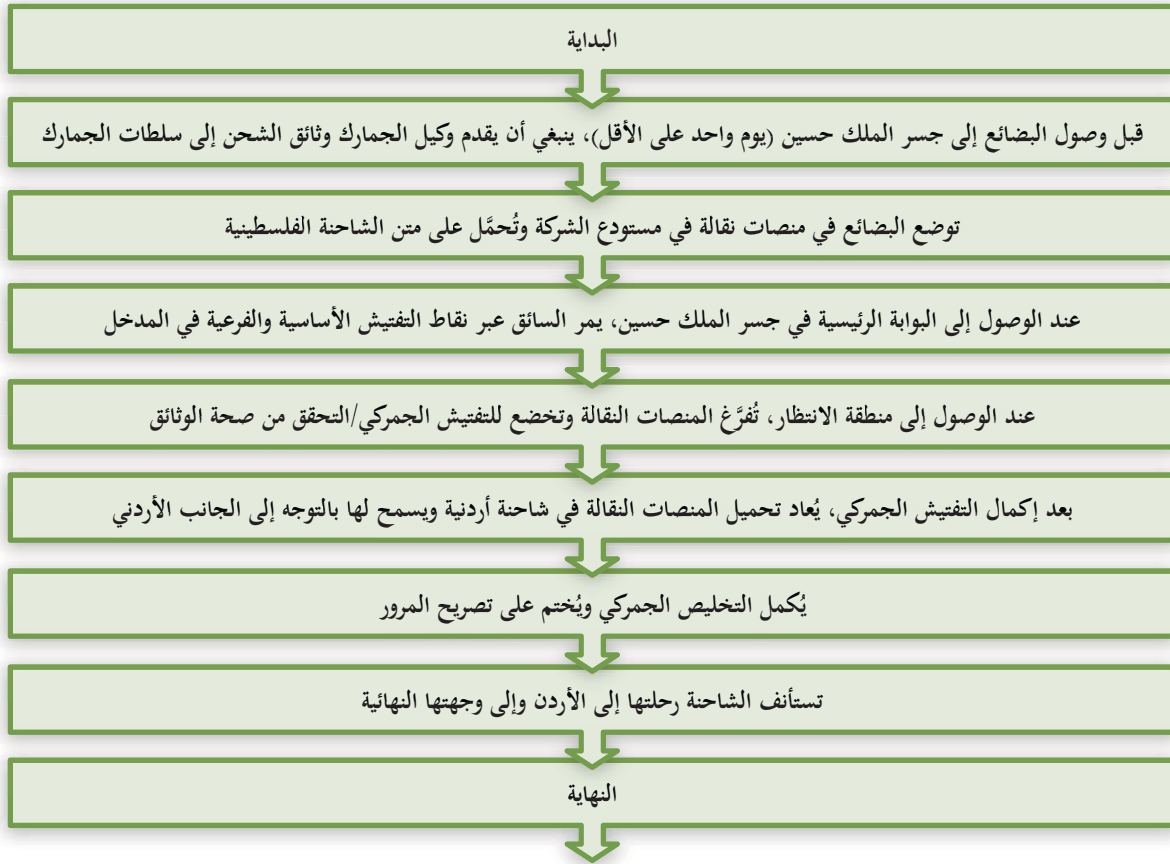 البداية
قبل وصول البضائع إلى جسر الملك حسين (يوم واحد على الأقل)، ينبغي أن يقدم وكيل الجمارك وثائق الشحن إلى سلطات الجمارك
توضع البضائع في منصات نقالة في مستودع الشركة وتُحمَّل على متن الشاحنة الفلسطينية
عند الوصول إلى البوابة الرئيسية في جسر الملك حسين، يمر السائق عبر نقاط التفتيش الأساسية والفرعية في المدخل
عند الوصول إلى منطقة الانتظار، تُفرَّغ المنصات النقالة وتخضع للتفتيش الجمركي/التحقق من صحة الوثائق
بعد إكمال التفتيش الجمركي، يُعاد تحميل المنصات النقالة في شاحنة أردنية ويسمح لها بالتوجه إلى الجانب الأردني
يُكمل التخليص الجمركي ويُختم على تصريح المرور
تستأنف الشاحنة رحلتها إلى الأردن وإلى وجهتها النهائية
النهاية